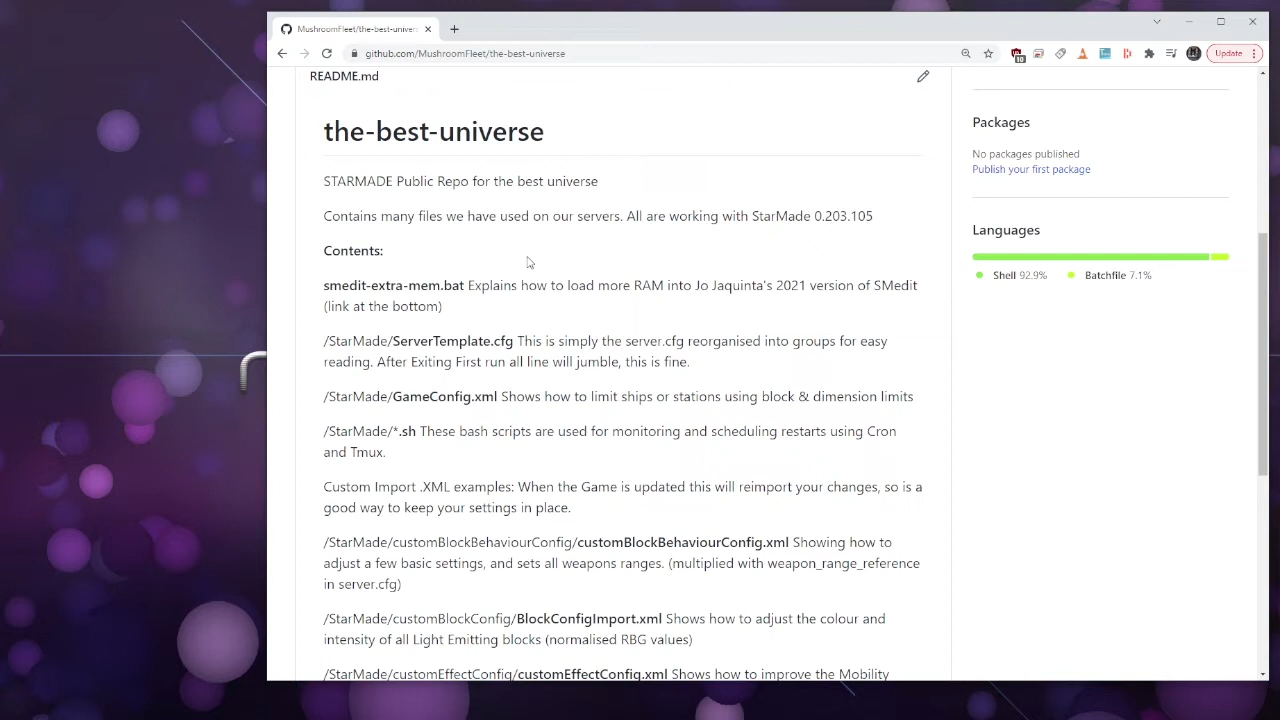 MushroomFleet/the-best-univers
github.com/MushroomFleet/the-best-universe
10
Update
README.md
the-best-universe
STARMADE Public Repo for the best universe
Contains many files we have used on our servers. All are working with StarMade 0.203.105
Contents:
smedit-extra-mem.bat Explains how to load more RAM into Jo Jaquinta's 2021 version of SMedit
(link at the bottom)
/StarMade/ServerTemplate.cfg This is simply the server.cfg reorganised into groups for easy
reading. After Exiting First run all line will jumble, this is fine.
/StarMade/GameConfig.xml Shows how to limit ships or stations using block & dimension limits
/StarMade/*.sh These bash scripts are used for monitoring and scheduling restarts using Cron
and Tmux.
Custom Import .XML examples: When the Game is updated this will reimport your changes, so is a
good way to keep your settings in place.
/StarMade/customBlockBehaviourConfig/customBlockBehaviourConfig.xml Showing how to
adjust a few basic settings, and sets all weapons ranges. (multiplied with weapon_range_reference
in server.cfg)
/StarMade/customBlockConfig/BlockConfigImport.xml Shows how to adjust the colour and
intensity of all Light Emitting blocks (normalised RBG values)
/StarMade/customEffectConfig/customEffectConfig.xml Shows how to improve the Mobility
Packages
No packages published
Publish your first package
Languages
Shell 92.9%
Batchfile 7.1%